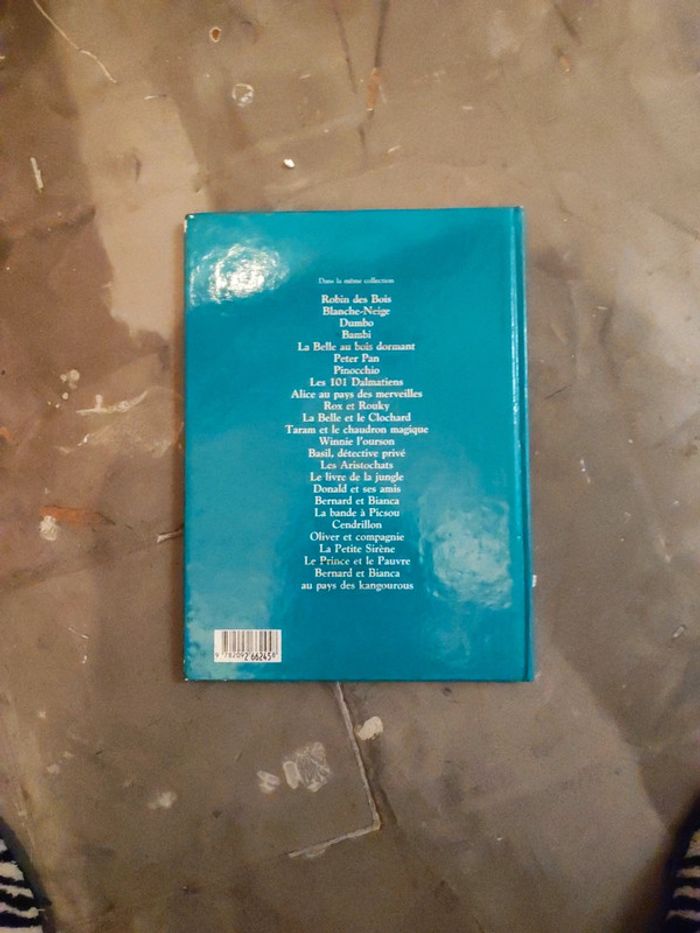 Dans la même collection
Robin des Bois
Blanche-Neige
Dumbo
Bambi
La Belle au bois dormant
Peter Pan
Pinocchio
Les 101 Dalmatiens
Alice au pays des merveilles
Rox et Rouky
La Belle et le Clochard
Taram et le chaudron magique
Winnie l'ourson
Basil, détective privé
Les Aristochats
Le livre de la jungle
Donald et ses amis
Bernard et Bianca
La bande à Picsou
Cendrillon
Oliver et compagnie
La Petite Sirène
Le Prince et le Pauvre
Bernard et Bianca
au pays des kangourous
9 782092 662458